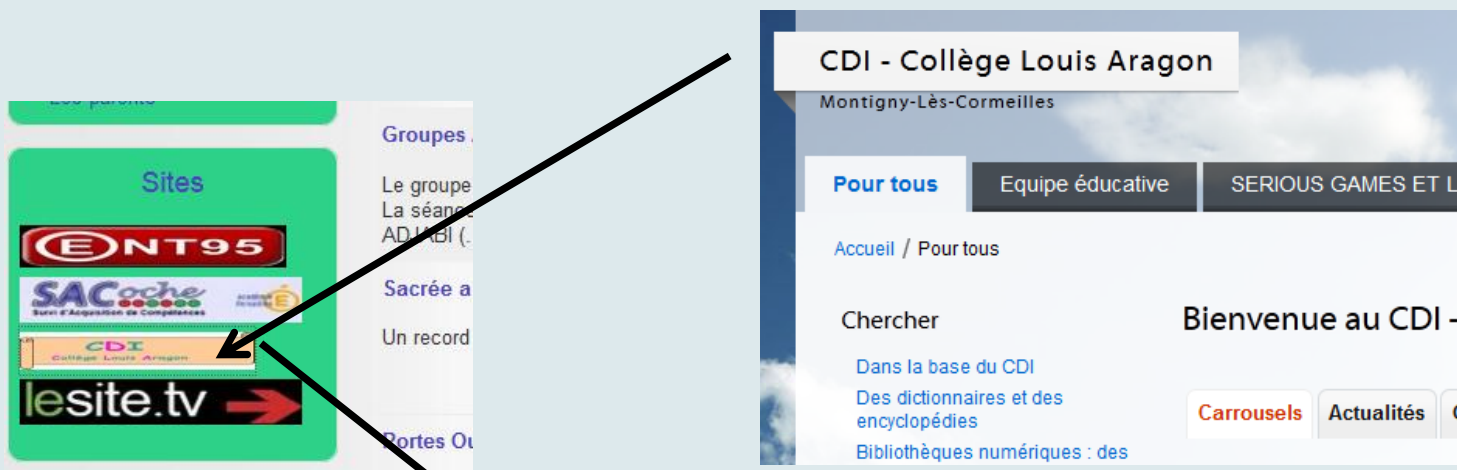 Sites
ENT95
SACoche
Suivi d'Acquisition de Compétences
CDI
Collège Louis Aragon
lesite.tv
Groupes
Le groupe
La séance
ADJABI (.
Sacrée a
Un record
Portes Ou
CDI - Collège Louis Aragon
Montigny-Lès-Cormeilles
Pour tous
Equipe éducative
SERIOUS GAMES ET L
Accueil / Pour tous
Chercher
Dans la base du CDI
Des dictionnaires et des
encyclopédies
Bibliothèques numériques : des
Bienvenue au CDI -
Carrousels
Actualités